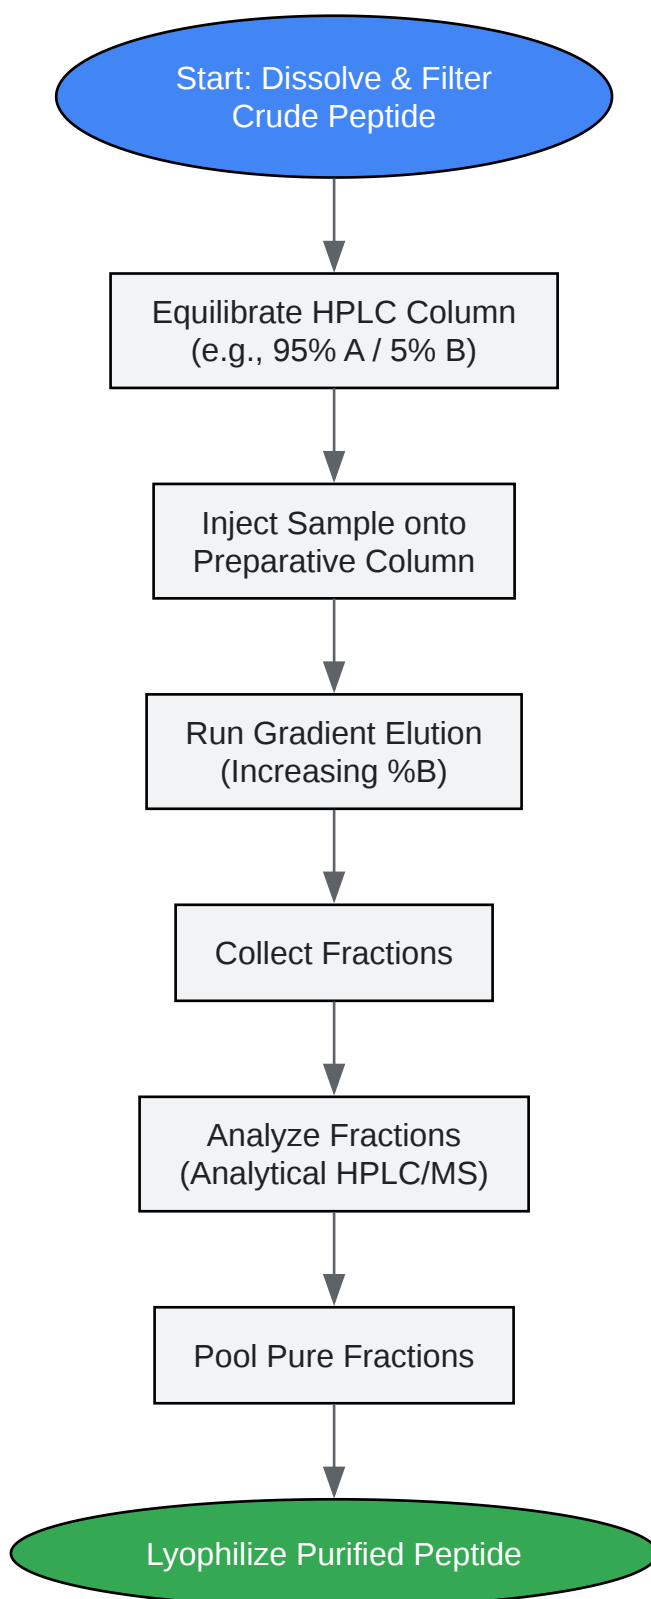 Start: Dissolve & Filter
Crude Peptide
Equilibrate HPLC Column
(e.g., 95% A / 5% B)
Inject Sample onto
Preparative Column
Run Gradient Elution
(Increasing %B)
Collect Fractions
Analyze Fractions
(Analytical HPLC/MS)
Pool Pure Fractions
Lyophilize Purified Peptide